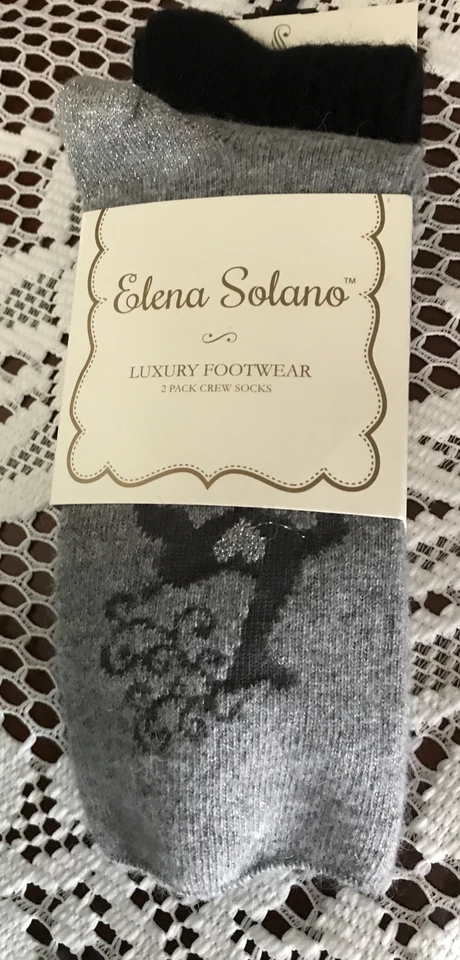 Elena Solano™
LUXURY FOOTWEAR
2 PACK CREW SOCKS